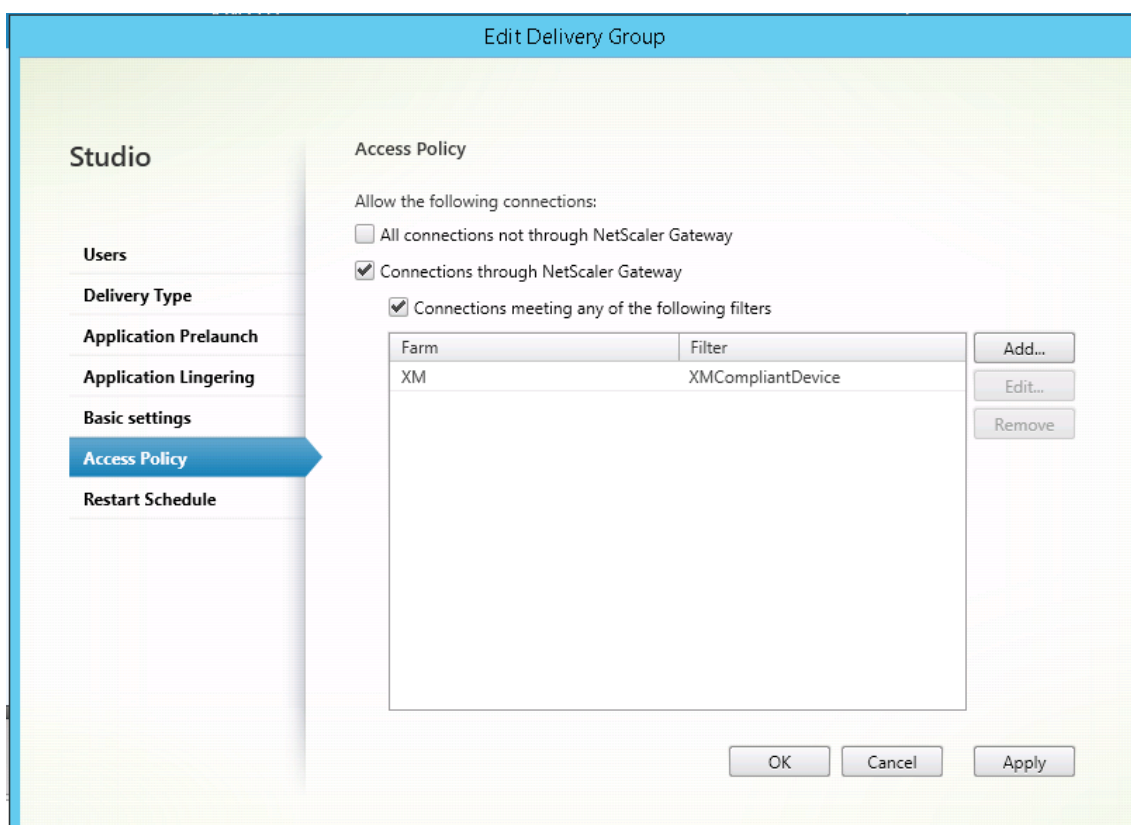 Edit Delivery Group
Studio
Users
Delivery Type
Application Prelaunch
Application Lingering
Basic settings
Access Policy
Restart Schedule
Access Policy
Allow the following connections:
All connections not through NetScaler Gateway
Connections through NetScaler Gateway
Connections meeting any of the following filters
Farm Filter
XM XMCompliantDevice
Add...
Edit...
Remove
OK Cancel Apply